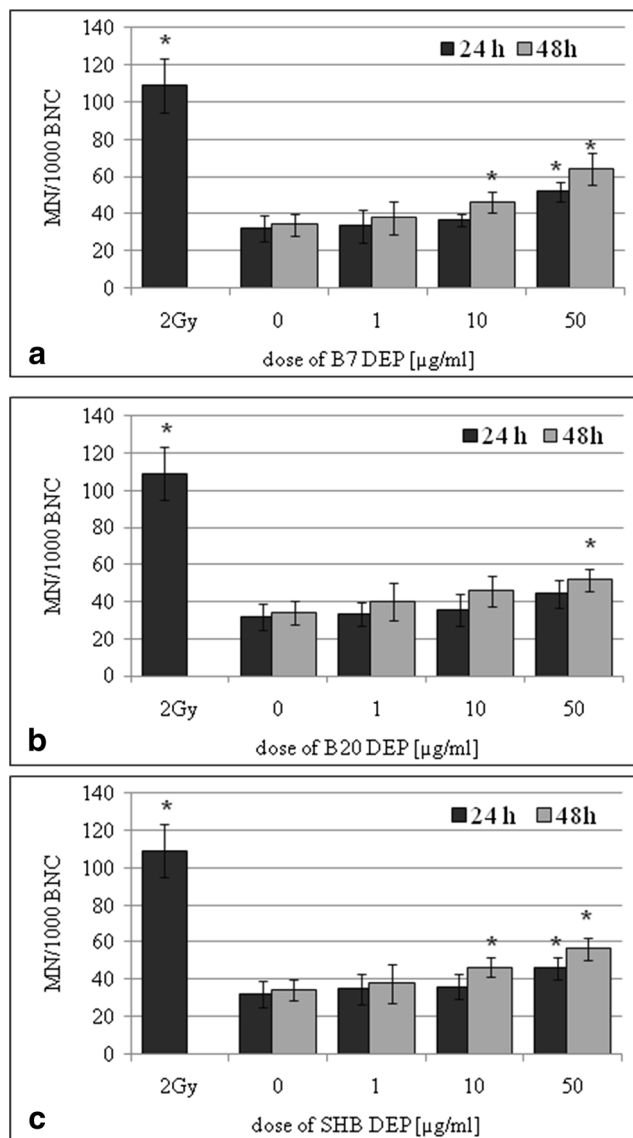 140
120
100
80
60
40
20
0
MN/1000 BNC
*
24 h 48h
* * *
2Gy 0 1 10 50
a
dose of B7 DEP [µg/ml]
140
120
100
80
60
40
20
0
MN/1000 BNC
*
24 h 48h
*
2Gy 0 1 10 50
b
dose of B20 DEP [µg/ml]
140
120
100
80
60
40
20
0
MN/1000 BNC
*
24 h 48h
* * *
2Gy 0 1 10 50
c
dose of SHB DEP [µg/ml]